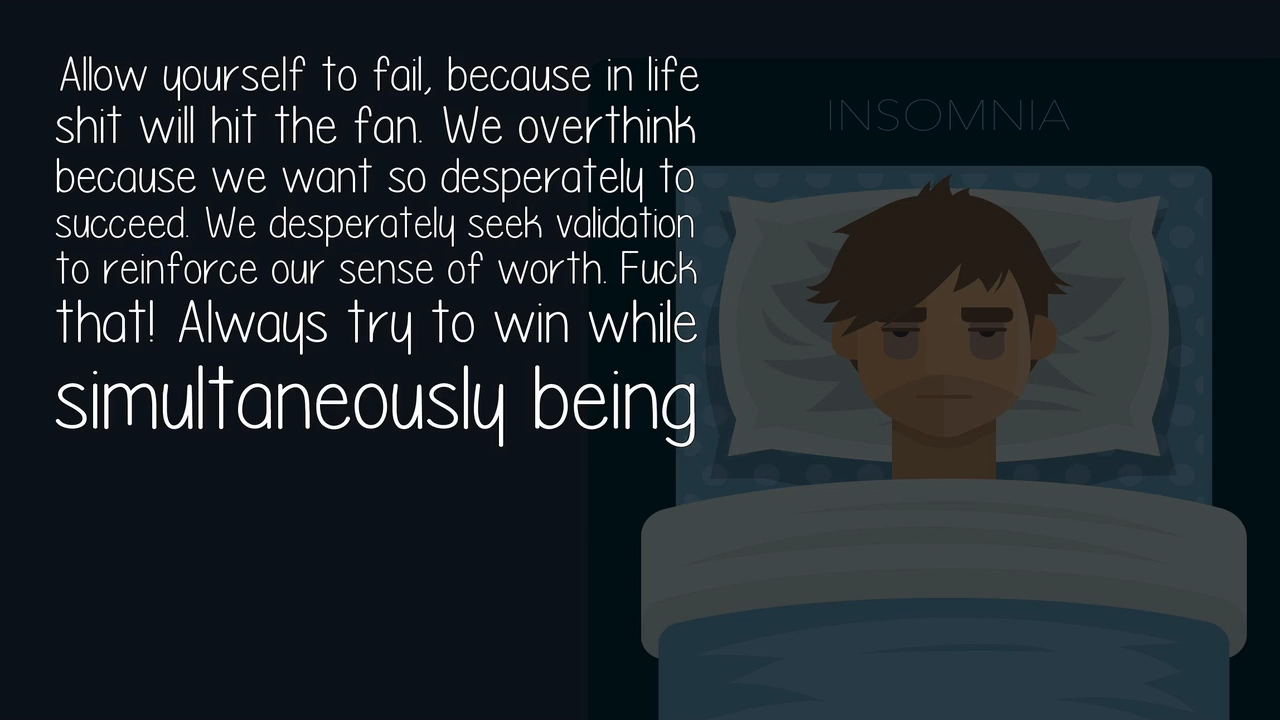 Allow yourself to fail, because in life
shit will hit the fan. We overthink
because we want so desperately to
succeed. We desperately seek validation
to reinforce our sense of worth. Fuck
that! Always try to win while
simultaneously being
INSOMNIA